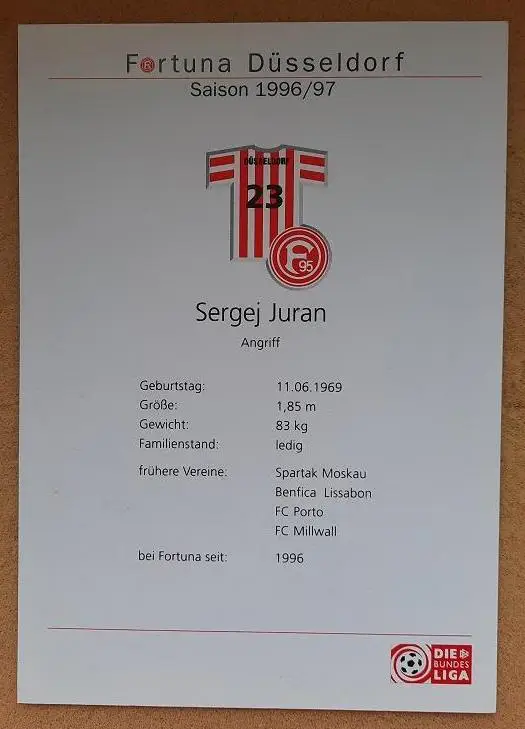 Fortuna Düsseldorf
Saison 1996/97
DÜSSELDORF
23
F
95
Sergej Juran
Angriff
Geburtstag: 11.06.1969
Größe: 1,85 m
Gewicht: 83 kg
Familienstand: ledig
frühere Vereine: Spartak Moskau
Benfica Lissabon
FC Porto
FC Millwall
bei Fortuna seit: 1996
DIE
BUNDES
LIGA